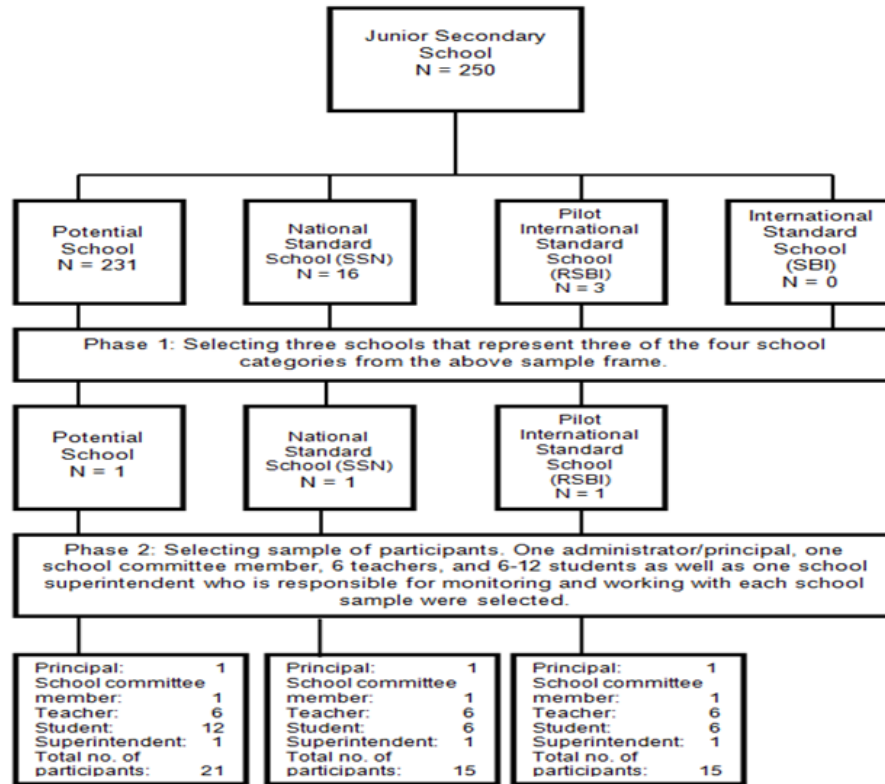 Junior Secondary
School
N = 250
Potential
School
N = 231
National
Standard
School (SSN)
N = 16
Pilot
International
Standard
School
(RSBI)
N = 3
International
Standard
School
(SBI)
N = 0
Phase 1: Selecting three schools that represent three of the four school
categories from the above sample frame.
Potential
School
N = 1
National
Standard
School (SSN)
N = 1
Pilot
International
Standard
School
(RSBI)
N = 1
Phase 2: Selecting sample of participants. One administrator/principal, one
school committee member, 6 teachers, and 6-12 students as well as one school
superintendent who is responsible for monitoring and working with each school
sample were selected.
Principal: 1
School committee
member: 1
Teacher: 6
Student: 12
Superintendent: 1
Total no. of
participants: 21
Principal: 1
School committee
member: 1
Teacher: 6
Student: 6
Superintendent: 1
Total no. of
participants: 15
Principal: 1
School committee
member: 1
Teacher: 6
Student: 6
Superintendent: 1
Total no. of
participants: 15